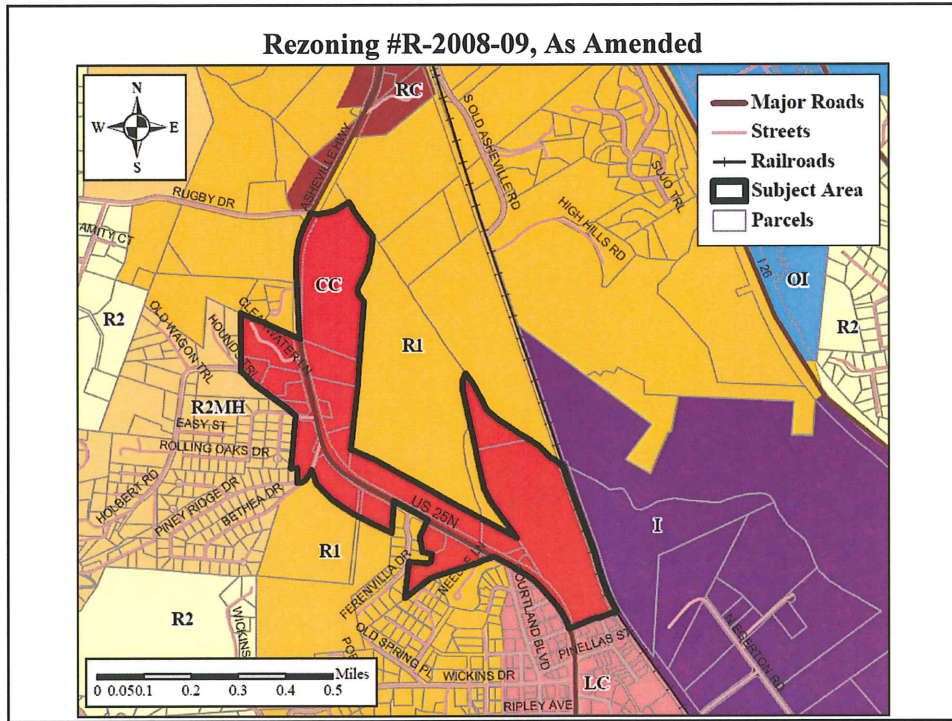 Rezoning #R-2008-09, As Amended
N
W E
S
Major Roads
Streets
Railroads
Subject Area
Parcels
RC
ASHEVILLE HWY
S OLD ASHEVILLE RD
SUJO TRL
RUGBY DR
HIGH HILLS RD
AMITY CT
I 26
OI
CC
R2
R2
OLD WAGON TRL
HOUNDS TRL
R1
R2MH
EASY ST
ROLLING OAKS DR
HOLBERT RD
PINEY RIDGE DR
BETHEA DR
US 25N
I
R1
FERENVILLA DR
R2
WICKINS
OLD SPRING PL
OURTLAND BLVD
PINELLAS ST
WICKINS DR
LC
RIPLEY AVE
Miles
0 0.050.1 0.2 0.3 0.4 0.5